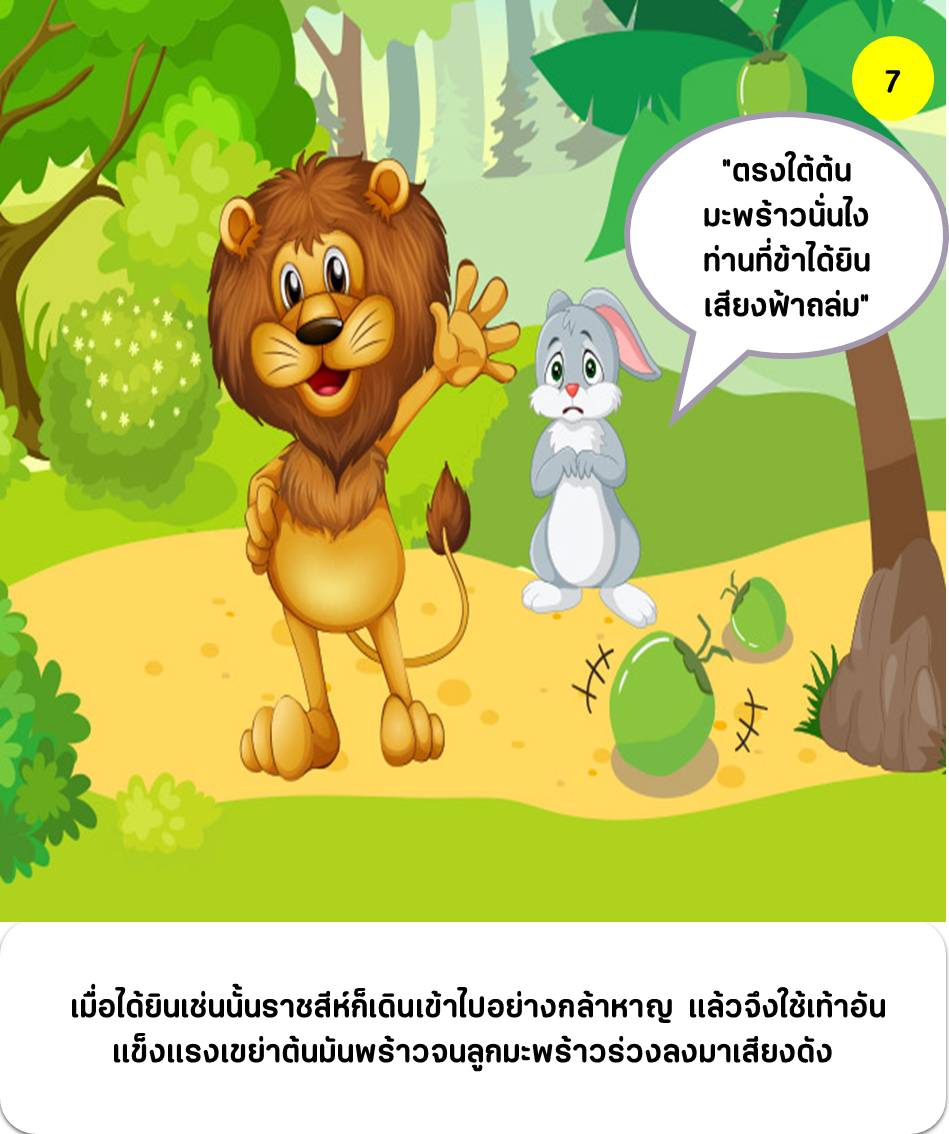 7
"ตรงใต้ต้น
มะพร้าวนั่นไง
ท่านที่ข้าได้ยิน
เสียงฟ้าถล่ม"
เมื่อได้ยินเช่นนั้นราชสีห์ก็เดินเข้าไปอย่างกล้าหาญ แล้วจึงใช้เท้าอัน
แข็งแรงเขย่าต้นมันพร้าวจนลูกมะพร้าวร่วงลงมาเสียงดัง